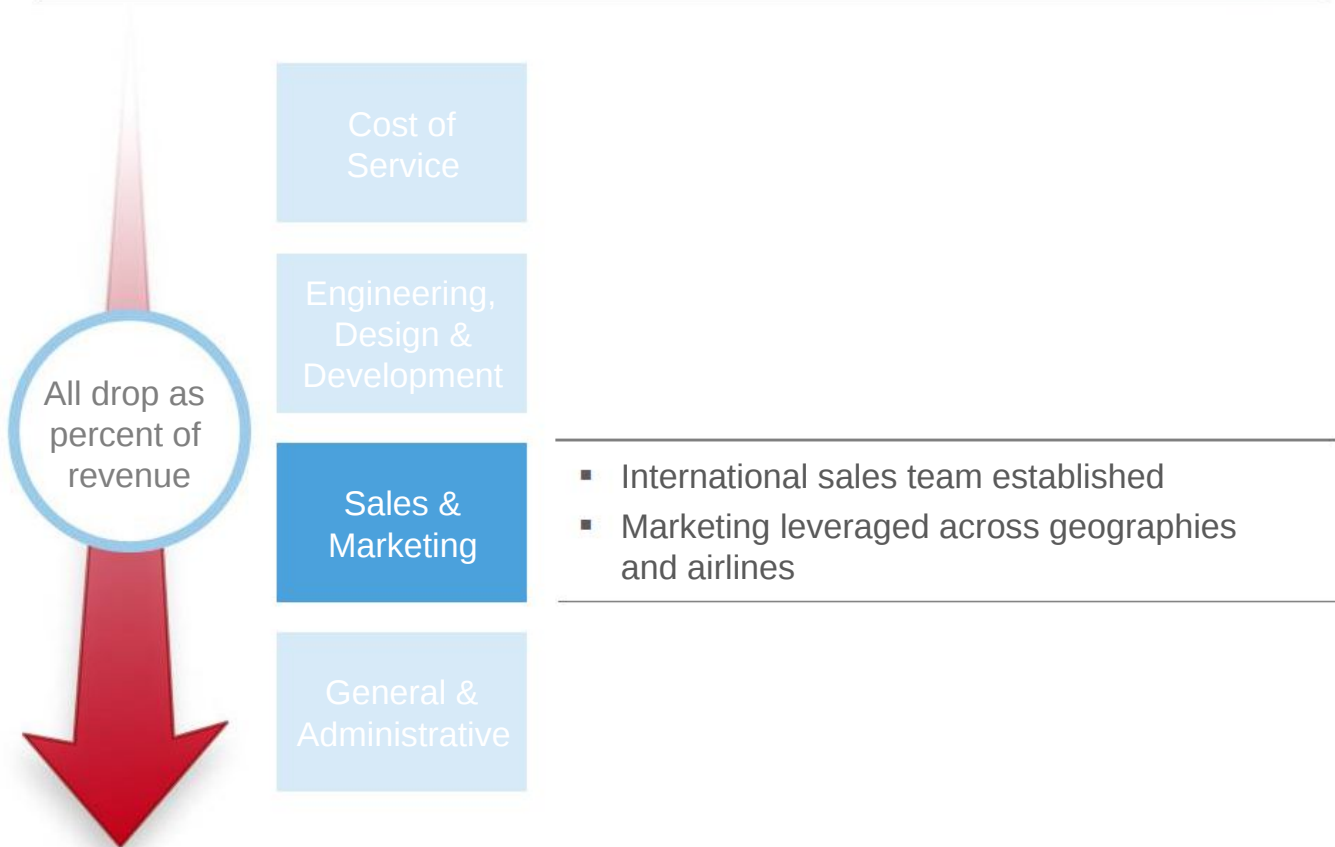 Cost of
Service
Engineering,
Design &
Development
All drop as
percent of
revenue
Sales &
Marketing
▪ International sales team established
▪ Marketing leveraged across geographies
and airlines
General &
Administrative